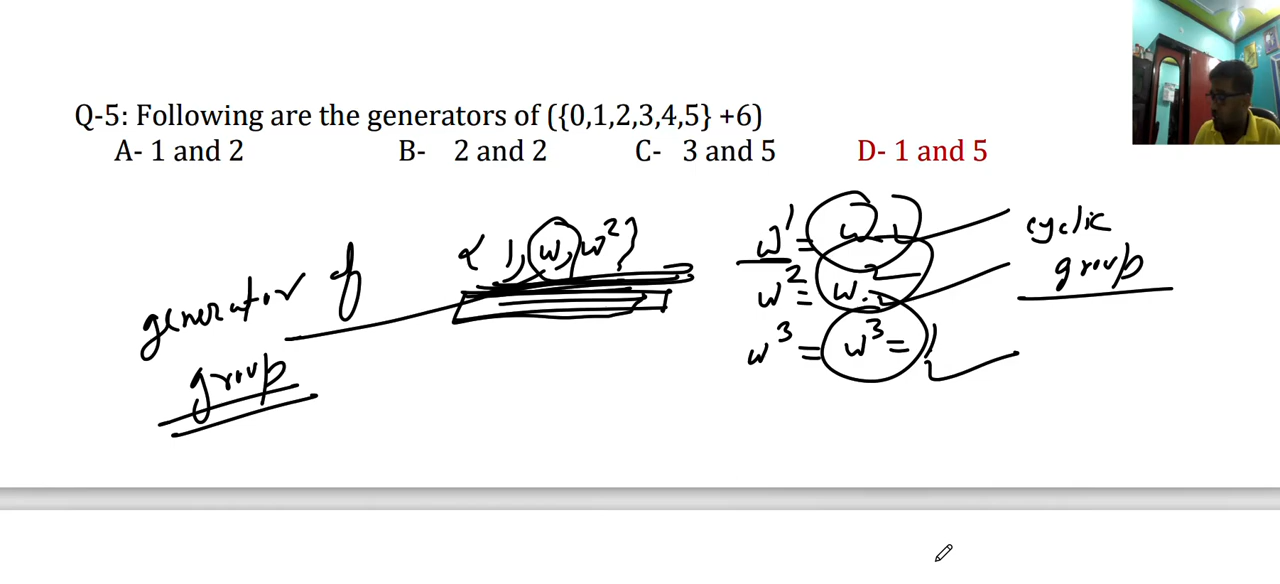 Q-5: Following are the generators of ({0,1,2,3,4,5} +6)
A- 1 and 2 B- 2 and 2 C- 3 and 5 D- 1 and 5
generator of
group
{ 1, w, w² }
w¹ = w
w² = w²
w³ = w³ = 1
cyclic
group